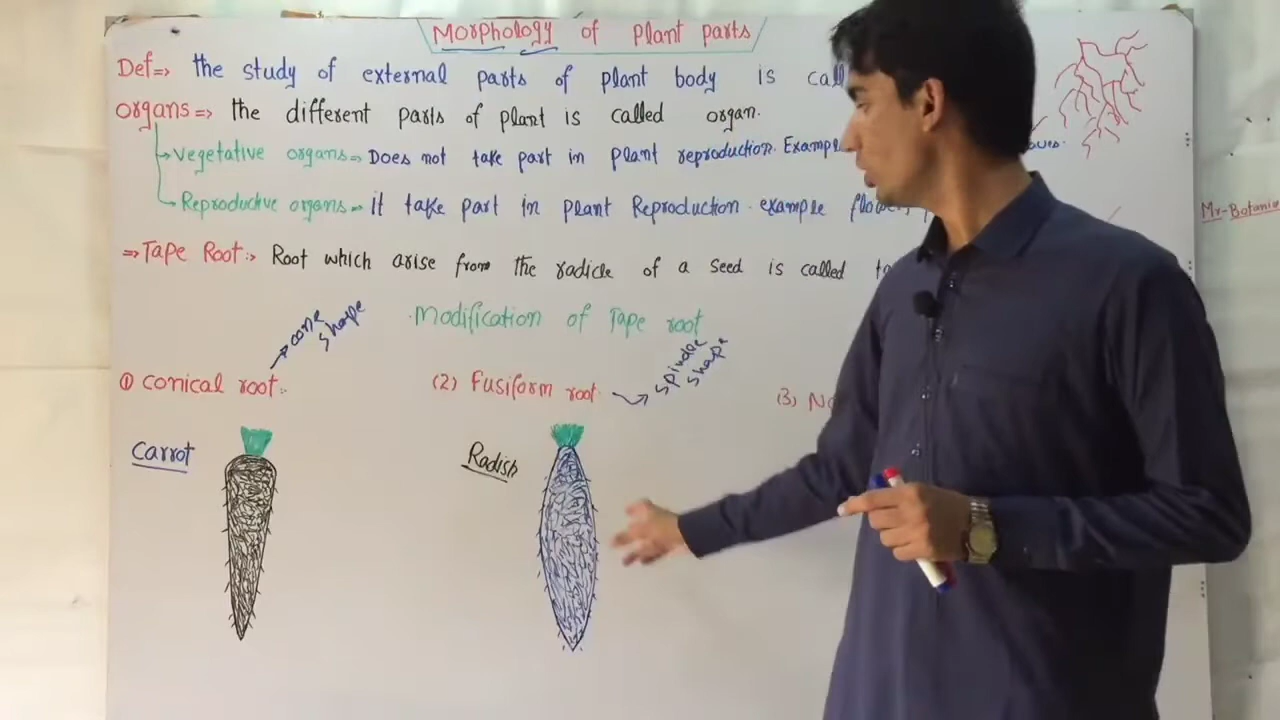 Morphology of plant parts
Def=> the study of external parts of plant body is
organs=> the different parts of plant is called organ.
Vegetative organs=> Does not take part in plant reproduction. Example
Reproductive organs=> it take part in plant Reproduction. example
Mr-Botanic
=> Tape Root:- Root which arise from the radicle of a seed is called
Modification of Tape root
cone shape
spindle shape
① conical root:-
(2) Fusiform root
(3)
Carrot
Radish